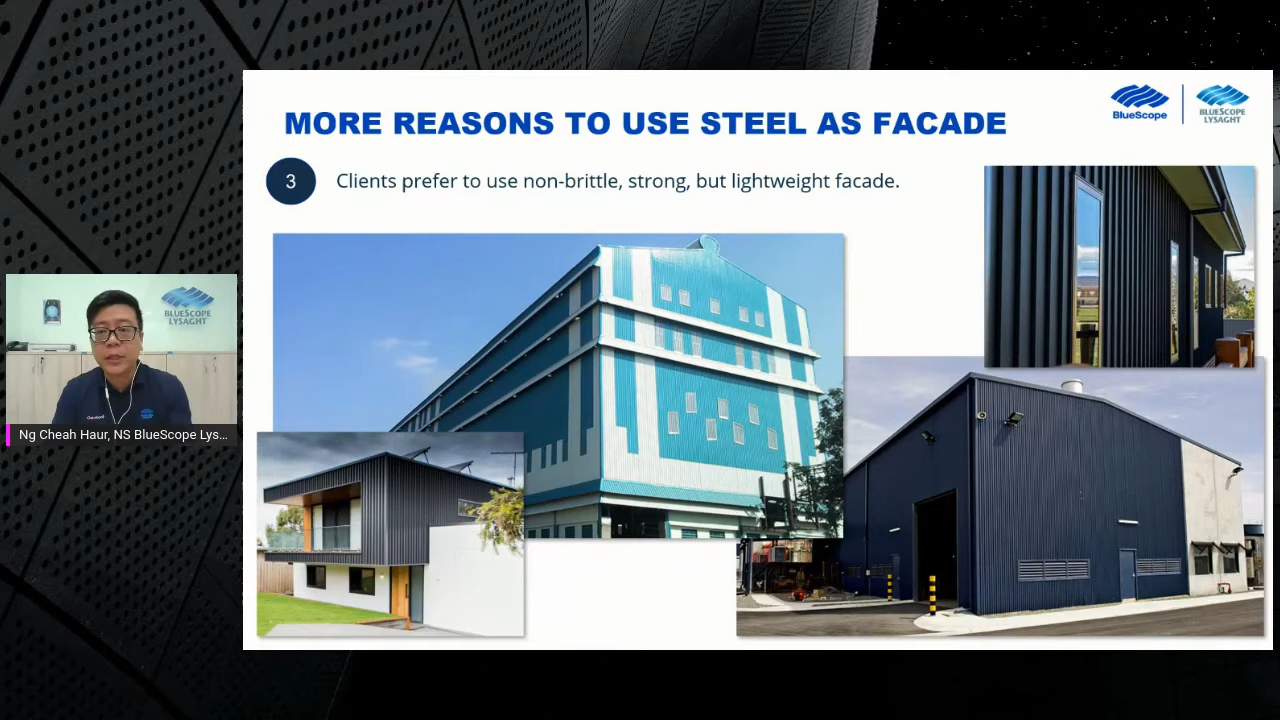 MORE REASONS TO USE STEEL AS FACADE
BlueScope
BLUESCOPE
LYSAGHT
3
Clients prefer to use non-brittle, strong, but lightweight facade.
BLUESCOPE
LYSAGHT
Ng Cheah Haur, NS BlueScope Lys...